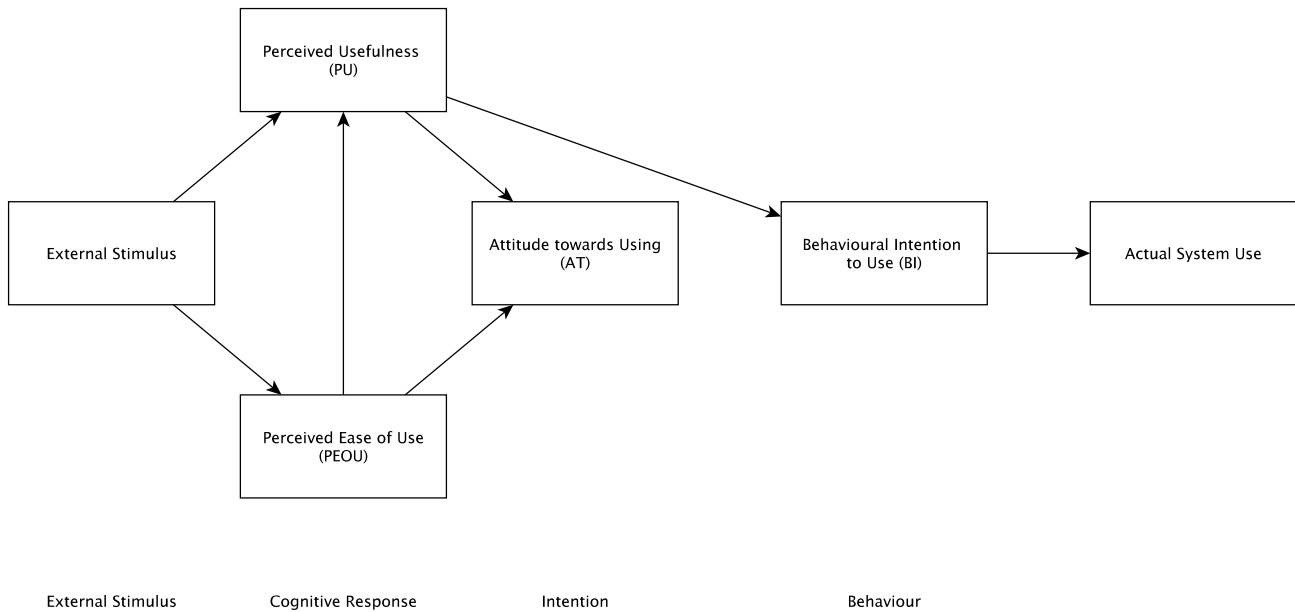 Perceived Usefulness
(PU)
External Stimulus
Attitude towards Using
(AT)
Behavioural Intention
to Use (BI)
Actual System Use
Perceived Ease of Use
(PEOU)
External Stimulus
Cognitive Response
Intention
Behaviour